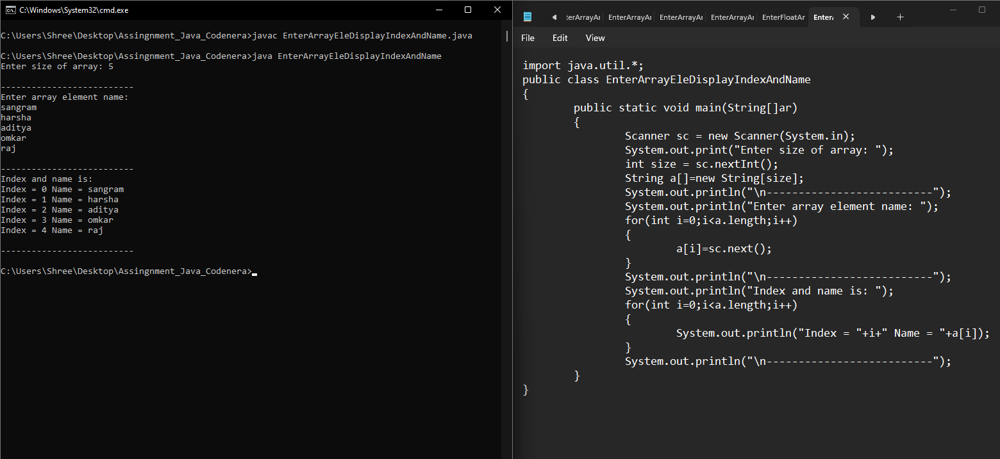 C:\Windows\System32\cmd.exe
C:\Users\Shree\Desktop\Assingnment_Java_Codenera>javac EnterArrayEleDisplayIndexAndName.java
C:\Users\Shree\Desktop\Assingnment_Java_Codenera>java EnterArrayEleDisplayIndexAndName
Enter size of array: 5
--------------------------
Enter array element name:
sangram
harsha
aditya
omkar
raj
--------------------------
Index and name is:
Index = 0 Name = sangram
Index = 1 Name = harsha
Index = 2 Name = aditya
Index = 3 Name = omkar
Index = 4 Name = raj
--------------------------
C:\Users\Shree\Desktop\Assingnment_Java_Codenera>
terArrayAr EnterArrayAr EnterArrayAr EnterArrayAr EnterFloatAr Enter
File Edit View
import java.util.*;
public class EnterArrayEleDisplayIndexAndName
{
public static void main(String[]ar)
{
Scanner sc = new Scanner(System.in);
System.out.print("Enter size of array: ");
int size = sc.nextInt();
String a[]=new String[size];
System.out.println("\n--------------------------");
System.out.println("Enter array element name: ");
for(int i=0;i<a.length;i++)
{
a[i]=sc.next();
}
System.out.println("\n--------------------------");
System.out.println("Index and name is: ");
for(int i=0;i<a.length;i++)
{
System.out.println("Index = "+i+" Name = "+a[i]);
}
System.out.println("\n--------------------------");
}
}